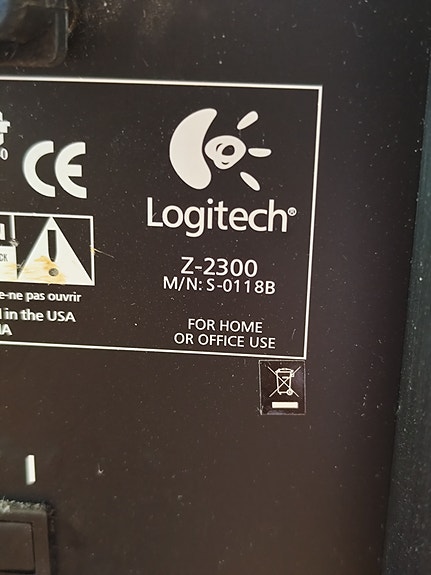 CE
Logitech®
Z-2300
M/N: S-0118B
e-ne pas ouvrir
in the USA
FOR HOME
OR OFFICE USE